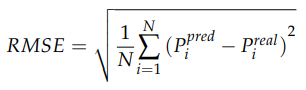 RMSE = \sqrt{\frac{1}{N} \sum_{i=1}^{N} \left( P_i^{pred} - P_i^{real} \right)^2}